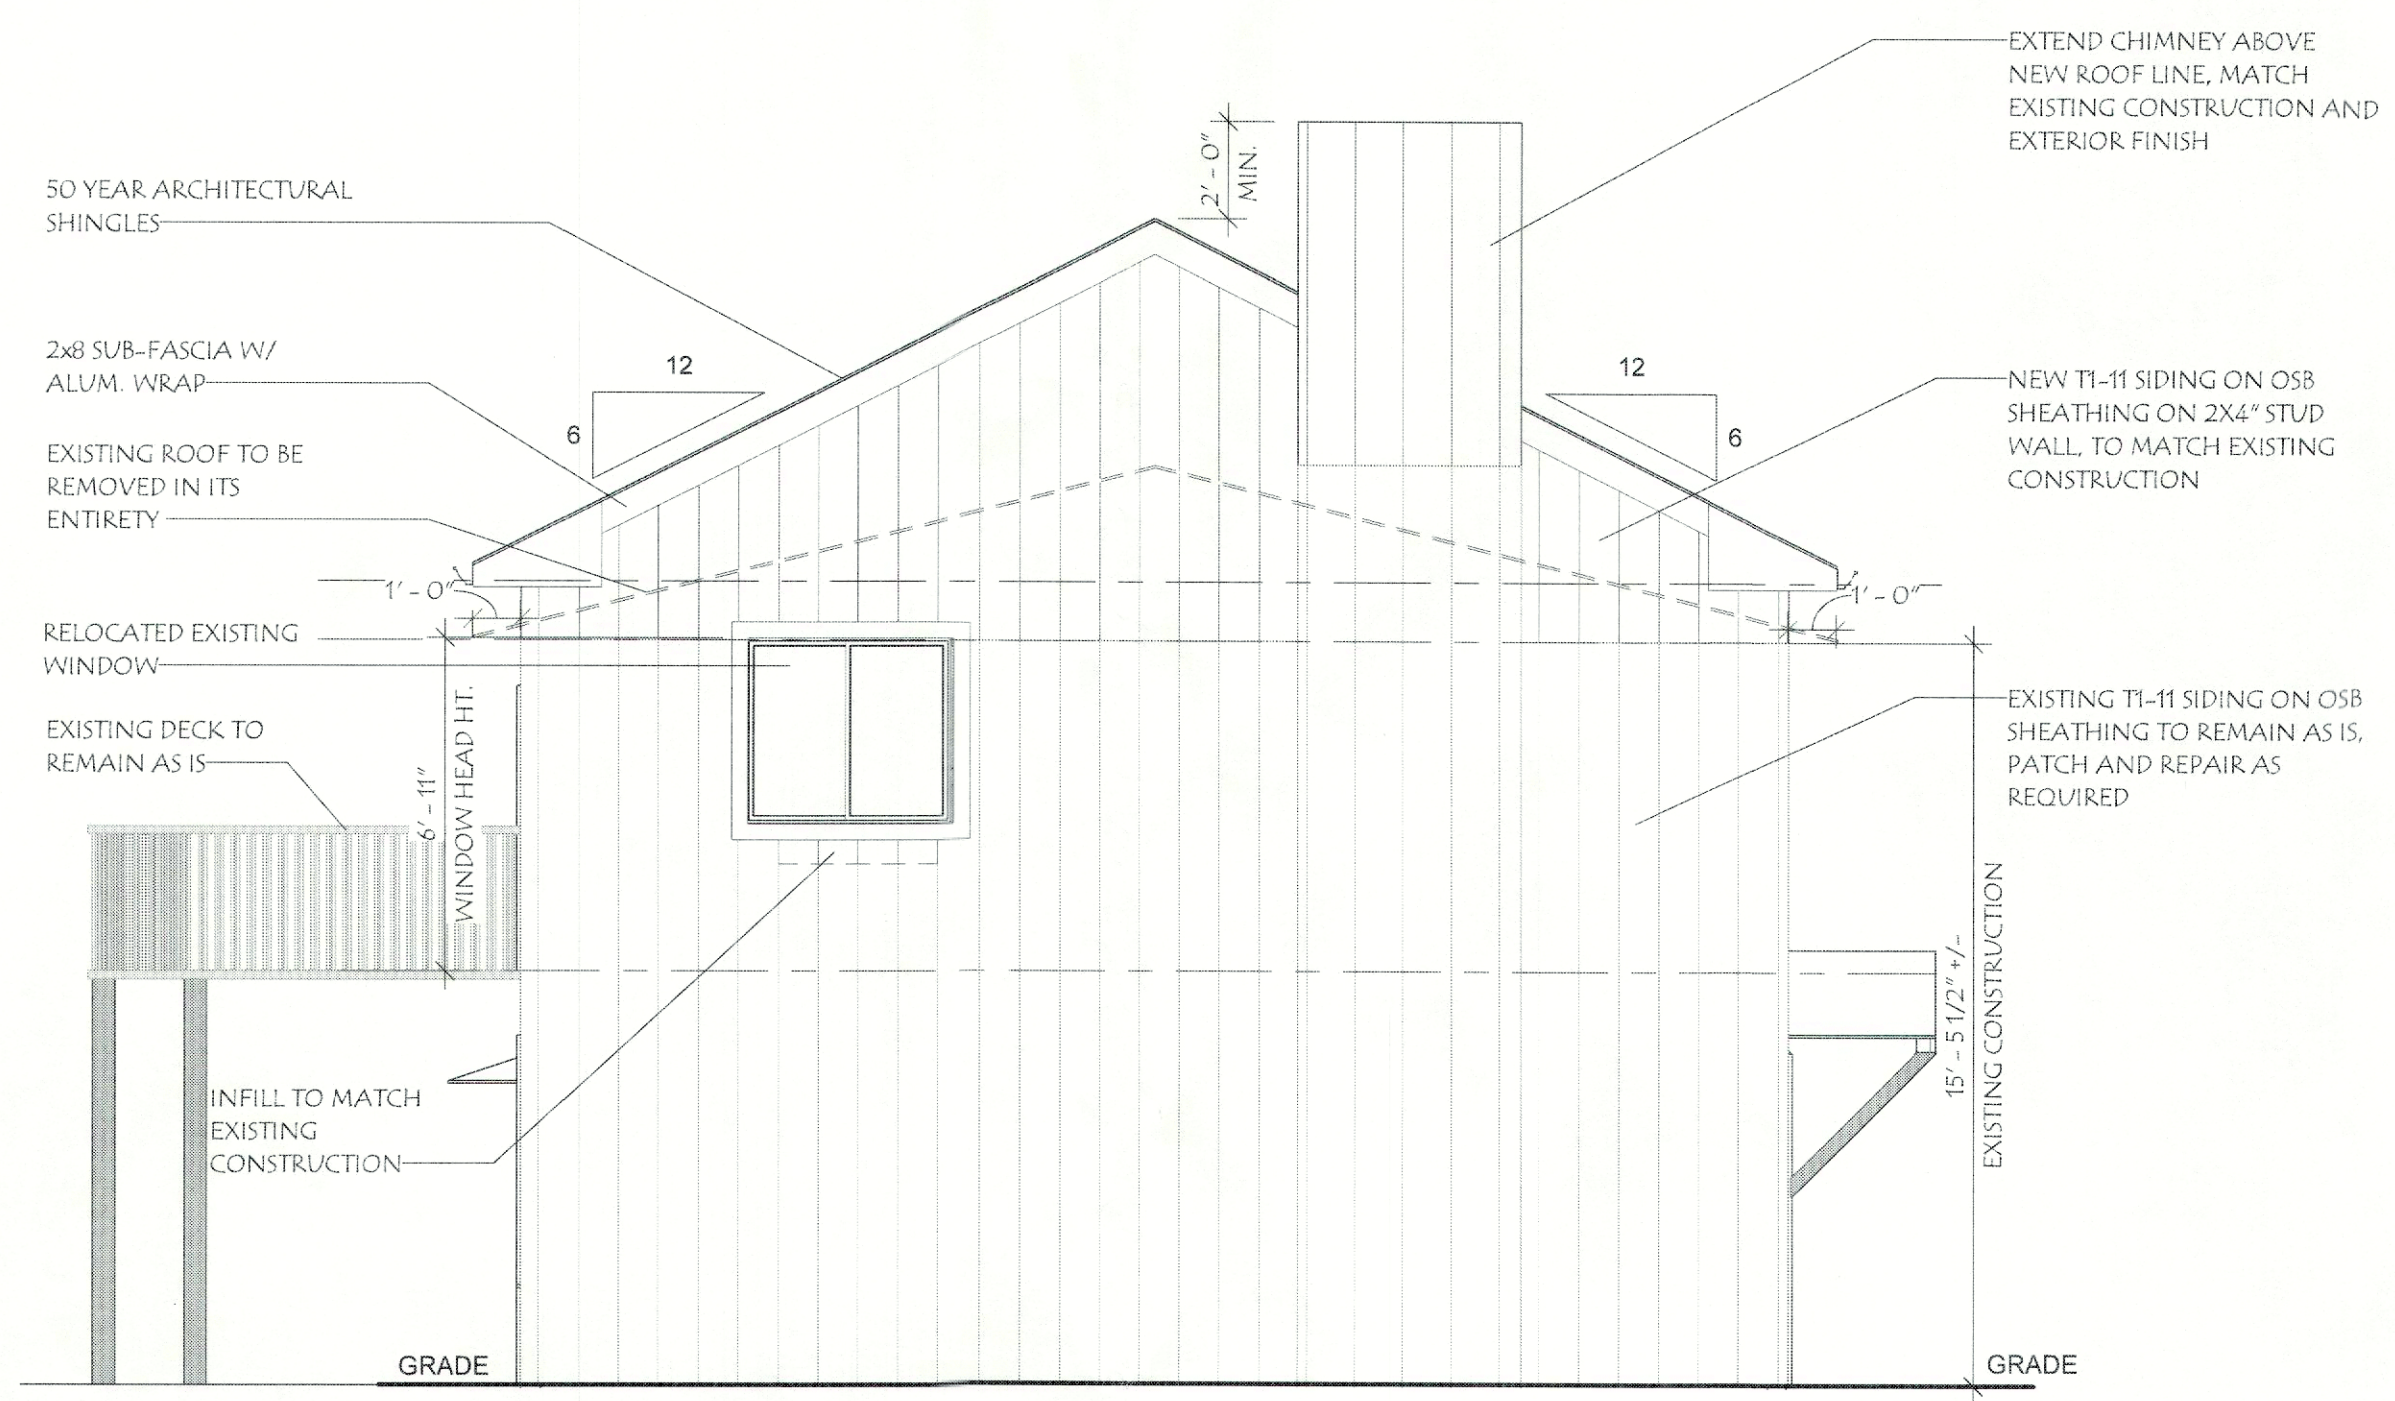 EXTEND CHIMNEY ABOVE
NEW ROOF LINE, MATCH
EXISTING CONSTRUCTION AND
EXTERIOR FINISH
2' - 0"
MIN.
50 YEAR ARCHITECTURAL
SHINGLES
2x8 SUB-FASCIA W/
ALUM. WRAP
12
6
12
6
NEW T1-11 SIDING ON OSB
SHEATHING ON 2X4" STUD
WALL, TO MATCH EXISTING
CONSTRUCTION
EXISTING ROOF TO BE
REMOVED IN ITS
ENTIRETY
1' - 0"
1' - 0"
RELOCATED EXISTING
WINDOW
EXISTING DECK TO
REMAIN AS IS
6' - 11"
WINDOW HEAD HT.
EXISTING T1-11 SIDING ON OSB
SHEATHING TO REMAIN AS IS,
PATCH AND REPAIR AS
REQUIRED
15' - 5 1/2" +/-
EXISTING CONSTRUCTION
INFILL TO MATCH
EXISTING
CONSTRUCTION
GRADE
GRADE